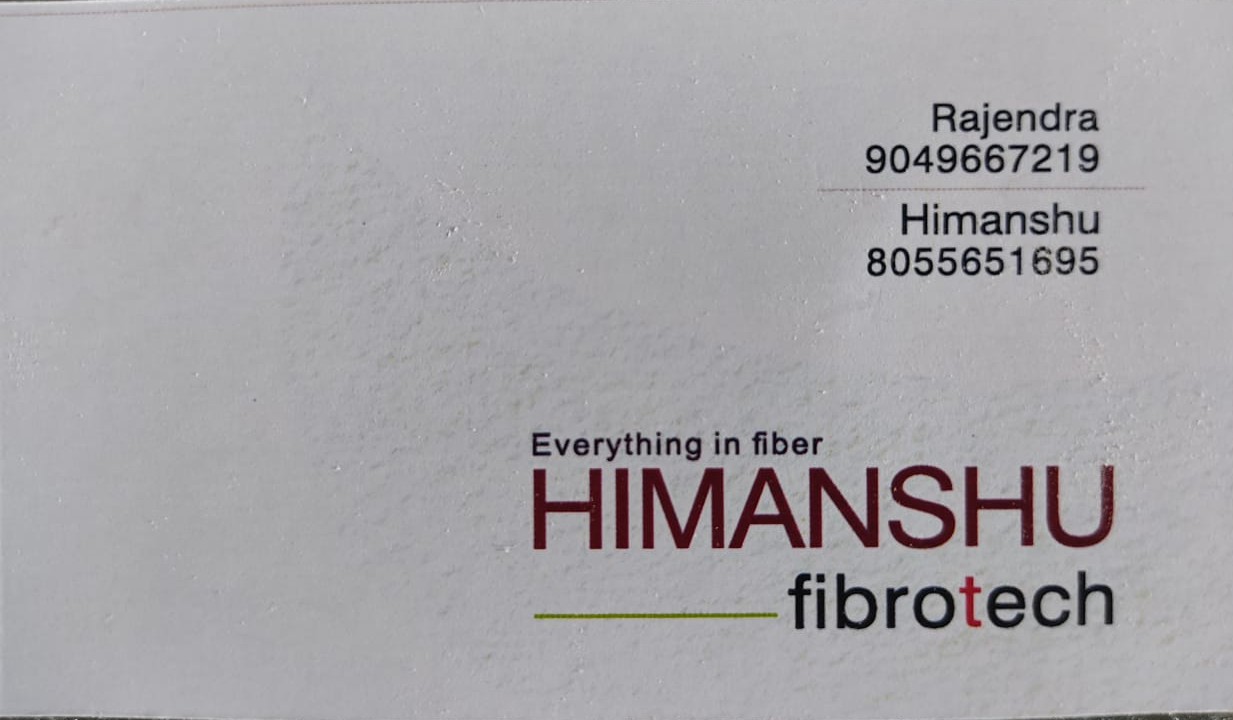 Rajendra
9049667219
Himanshu
8055651695
Everything in fiber
HIMANSHU
fibrotech